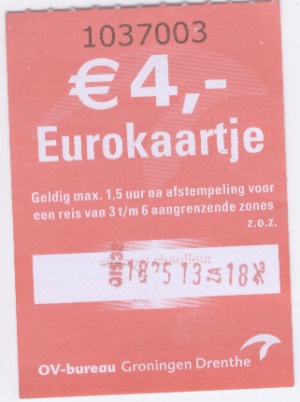 1037003
€ 4,-
Eurokaartje
Geldig max. 1,5 uur na afstempeling voor
een reis van 3 t/m 6 aangrenzende zones
z.o.z.
chauffeur
OV-bureau Groningen Drenthe